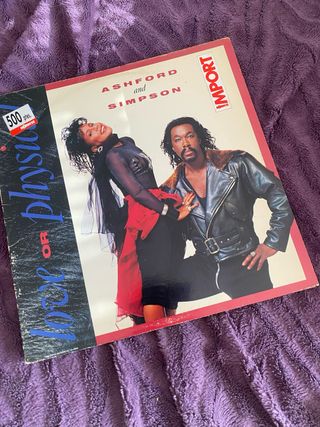 ASHFORD
and
SIMPSON
IMPORT
500
love OR physical